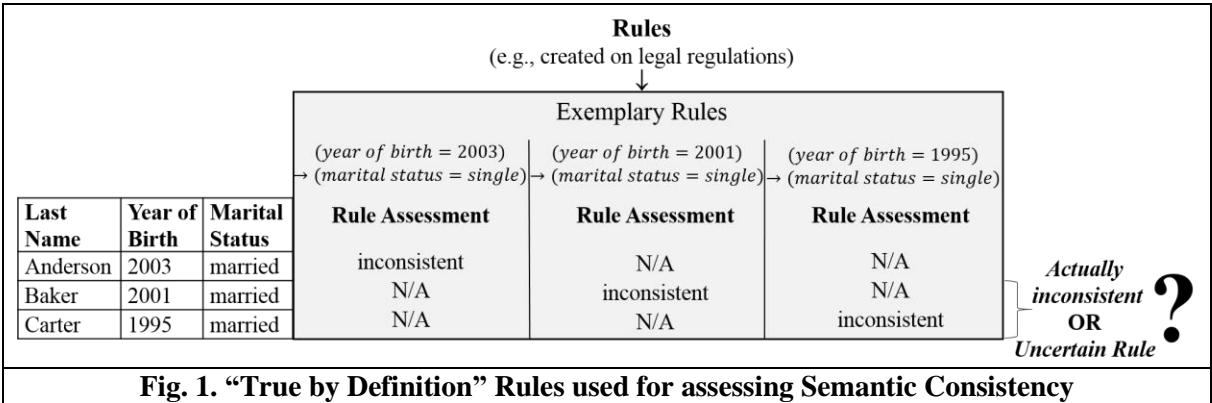 Rules
(e.g., created on legal regulations)
↓
Exemplary Rules
(year of birth = 2003) (year of birth = 2001) (year of birth = 1995)
→ (marital status = single) → (marital status = single) → (marital status = single)
Last Name Year of Birth Marital Status Rule Assessment Rule Assessment Rule Assessment
Anderson 2003 married inconsistent N/A N/A
Baker 2001 married N/A inconsistent N/A
Carter 1995 married N/A N/A inconsistent
Actually
inconsistent
OR
Uncertain Rule
?
Fig. 1. “True by Definition” Rules used for assessing Semantic Consistency